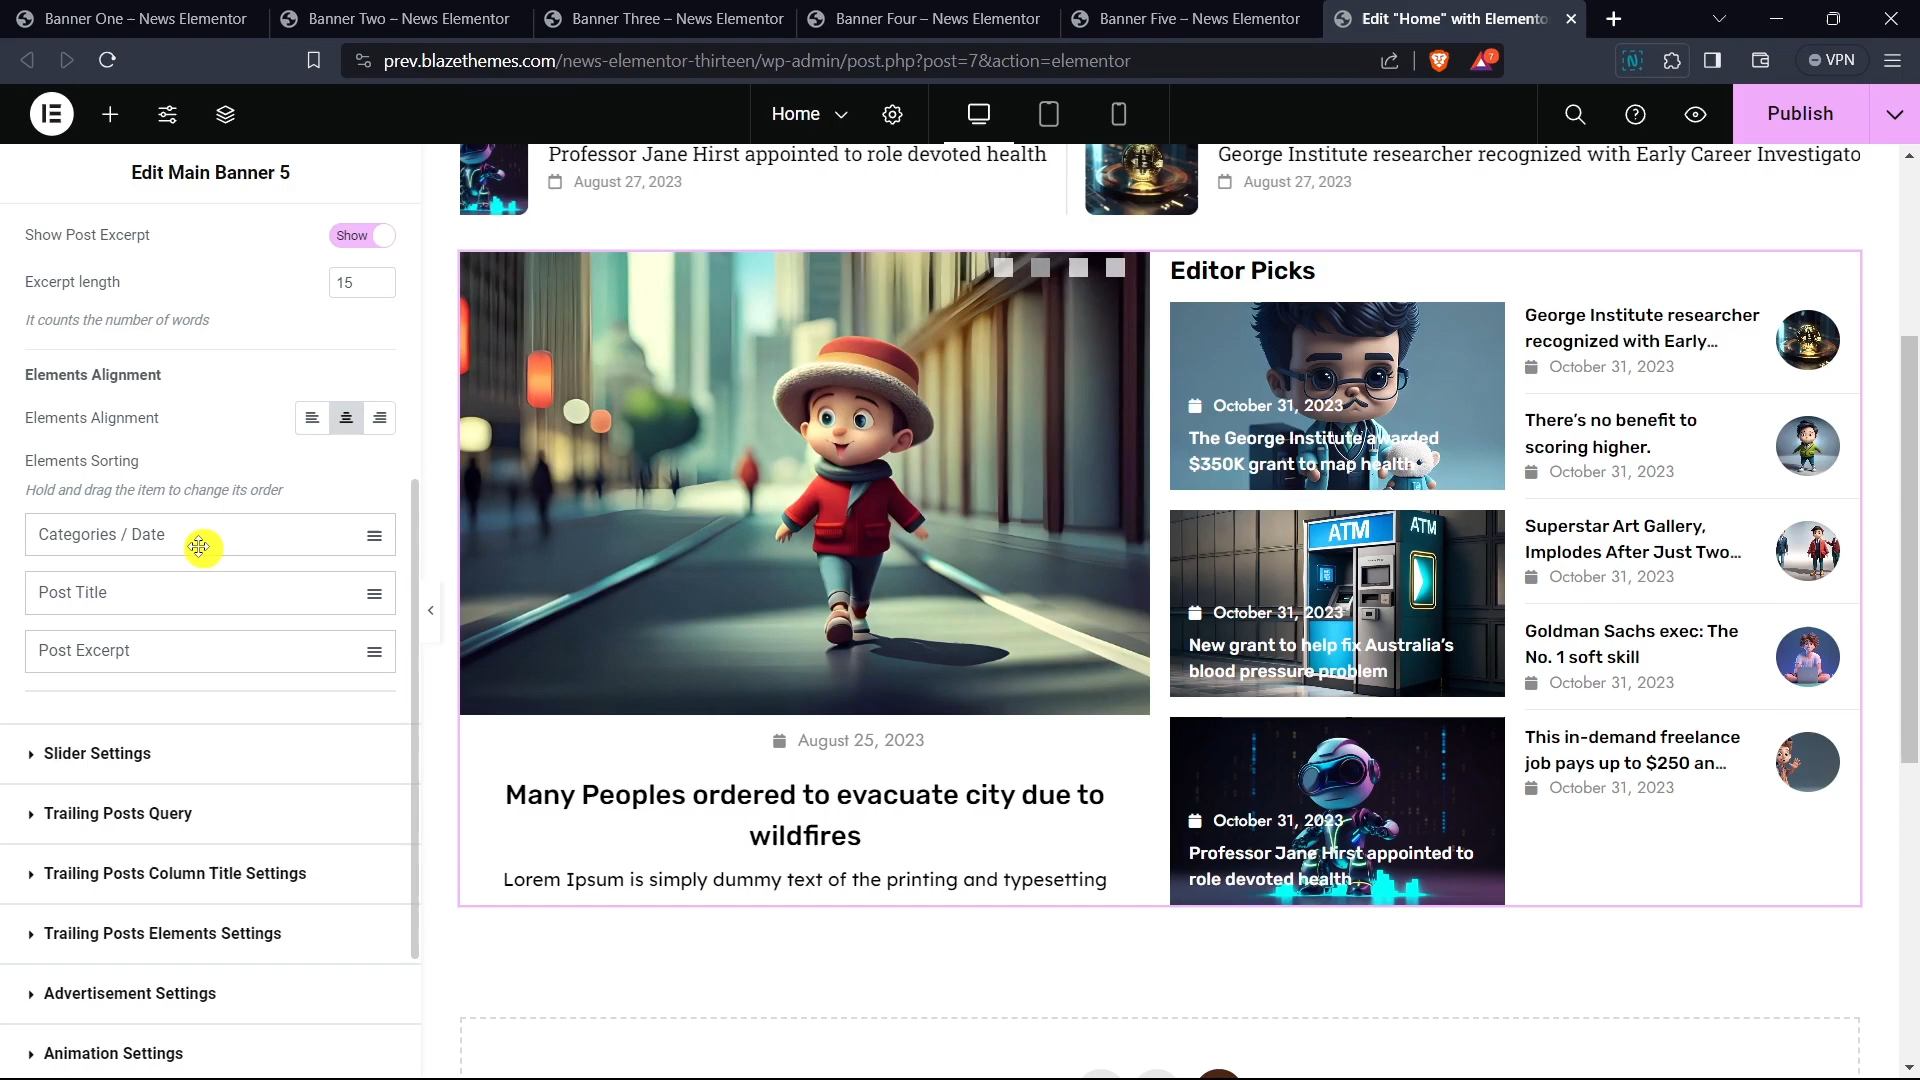 Banner One – News Elementor
Banner Two – News Elementor
Banner Three – News Elementor
Banner Four – News Elementor
Banner Five – News Elementor
Edit "Home" with Elemento
prev.blazethemes.com/news-elementor-thirteen/wp-admin/post.php?post=7&action=elementor
7
VPN
Home
Publish
Edit Main Banner 5
Show Post Excerpt
Show
Excerpt length
15
It counts the number of words
Elements Alignment
Elements Alignment
Elements Sorting
Hold and drag the item to change its order
Categories / Date
Post Title
Post Excerpt
Slider Settings
Trailing Posts Query
Trailing Posts Column Title Settings
Trailing Posts Elements Settings
Advertisement Settings
Animation Settings
Professor Jane Hirst appointed to role devoted health
August 27, 2023
George Institute researcher recognized with Early Career Investigato
August 27, 2023
August 25, 2023
Many Peoples ordered to evacuate city due to
wildfires
Lorem Ipsum is simply dummy text of the printing and typesetting
Editor Picks
October 31, 2023
The George Institute awarded
$350K grant to map health
ATM
ATM
October 31, 2023
New grant to help fix Australia's
blood pressure problem
October 31, 2023
Professor Jane Hirst appointed to
role devoted health
George Institute researcher
recognized with Early...
October 31, 2023
There's no benefit to
scoring higher.
October 31, 2023
Superstar Art Gallery,
Implodes After Just Two...
October 31, 2023
Goldman Sachs exec: The
No. 1 soft skill
October 31, 2023
This in-demand freelance
job pays up to $250 an...
October 31, 2023